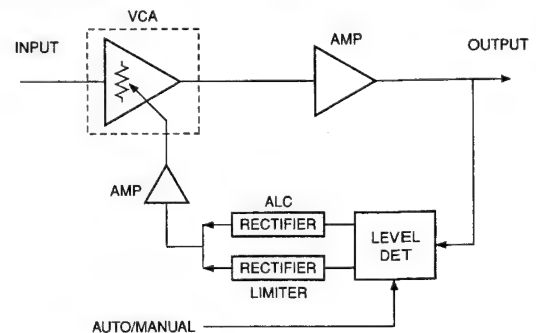 VCA
INPUT
AMP
OUTPUT
AMP
ALC
RECTIFIER
LEVEL
DET
RECTIFIER
LIMITER
AUTO/MANUAL